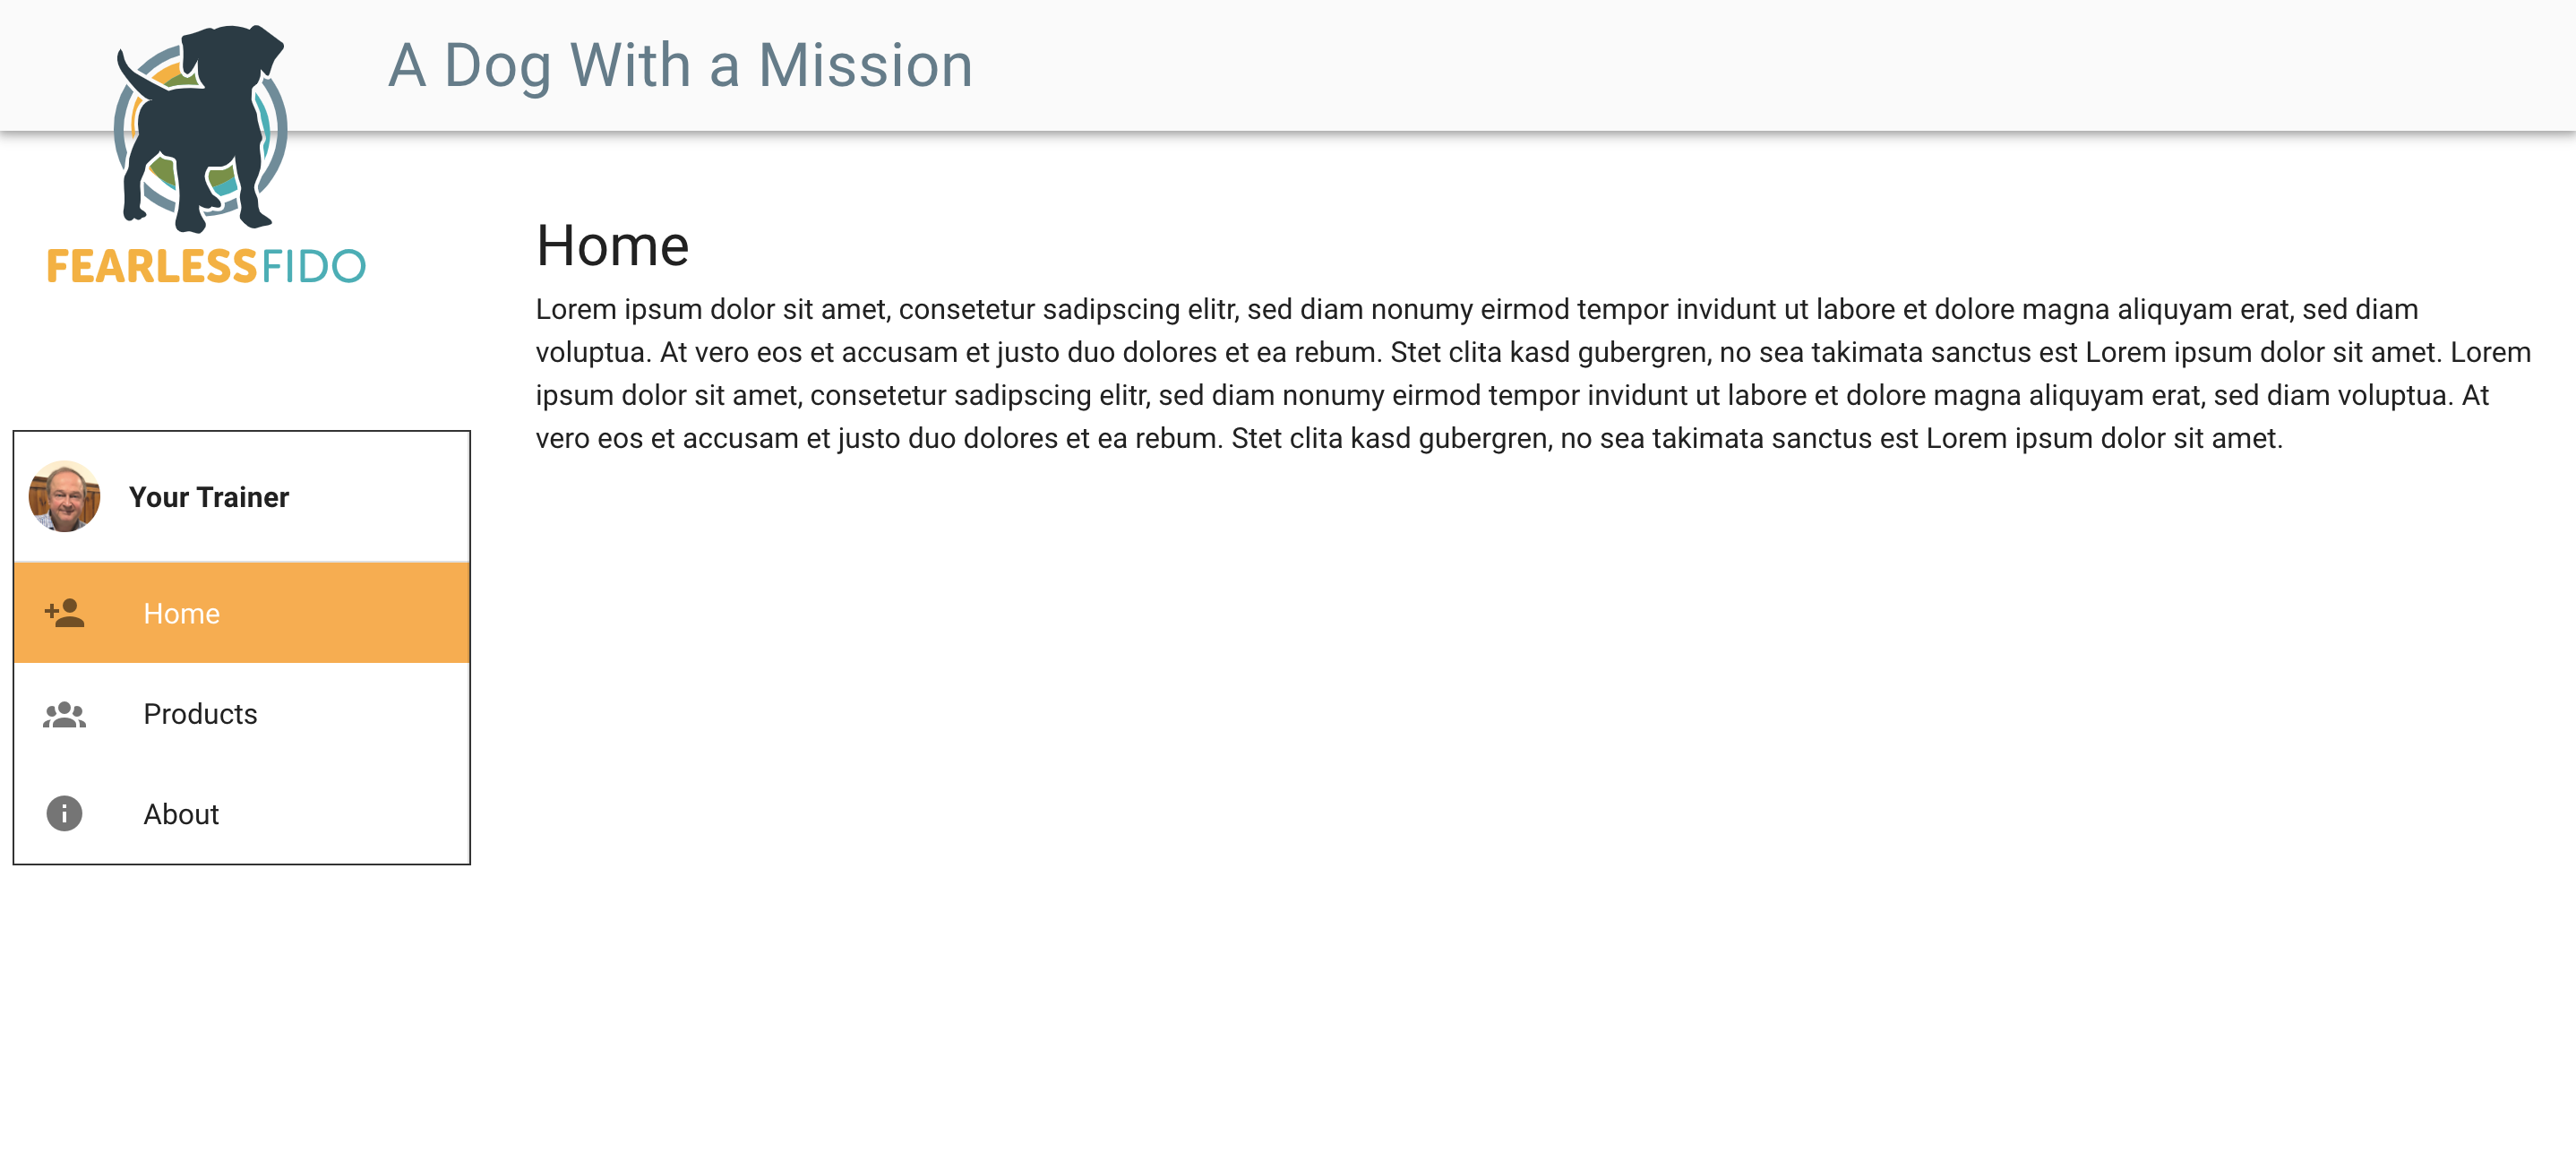 A Dog With a Mission
FEARLESSFIDO
Home
Lorem ipsum dolor sit amet, consetetur sadipscing elitr, sed diam nonumy eirmod tempor invidunt ut labore et dolore magna aliquyam erat, sed diam
voluptua. At vero eos et accusam et justo duo dolores et ea rebum. Stet clita kasd gubergren, no sea takimata sanctus est Lorem ipsum dolor sit amet. Lorem
ipsum dolor sit amet, consetetur sadipscing elitr, sed diam nonumy eirmod tempor invidunt ut labore et dolore magna aliquyam erat, sed diam voluptua. At
vero eos et accusam et justo duo dolores et ea rebum. Stet clita kasd gubergren, no sea takimata sanctus est Lorem ipsum dolor sit amet.
Your Trainer
Home
Products
About